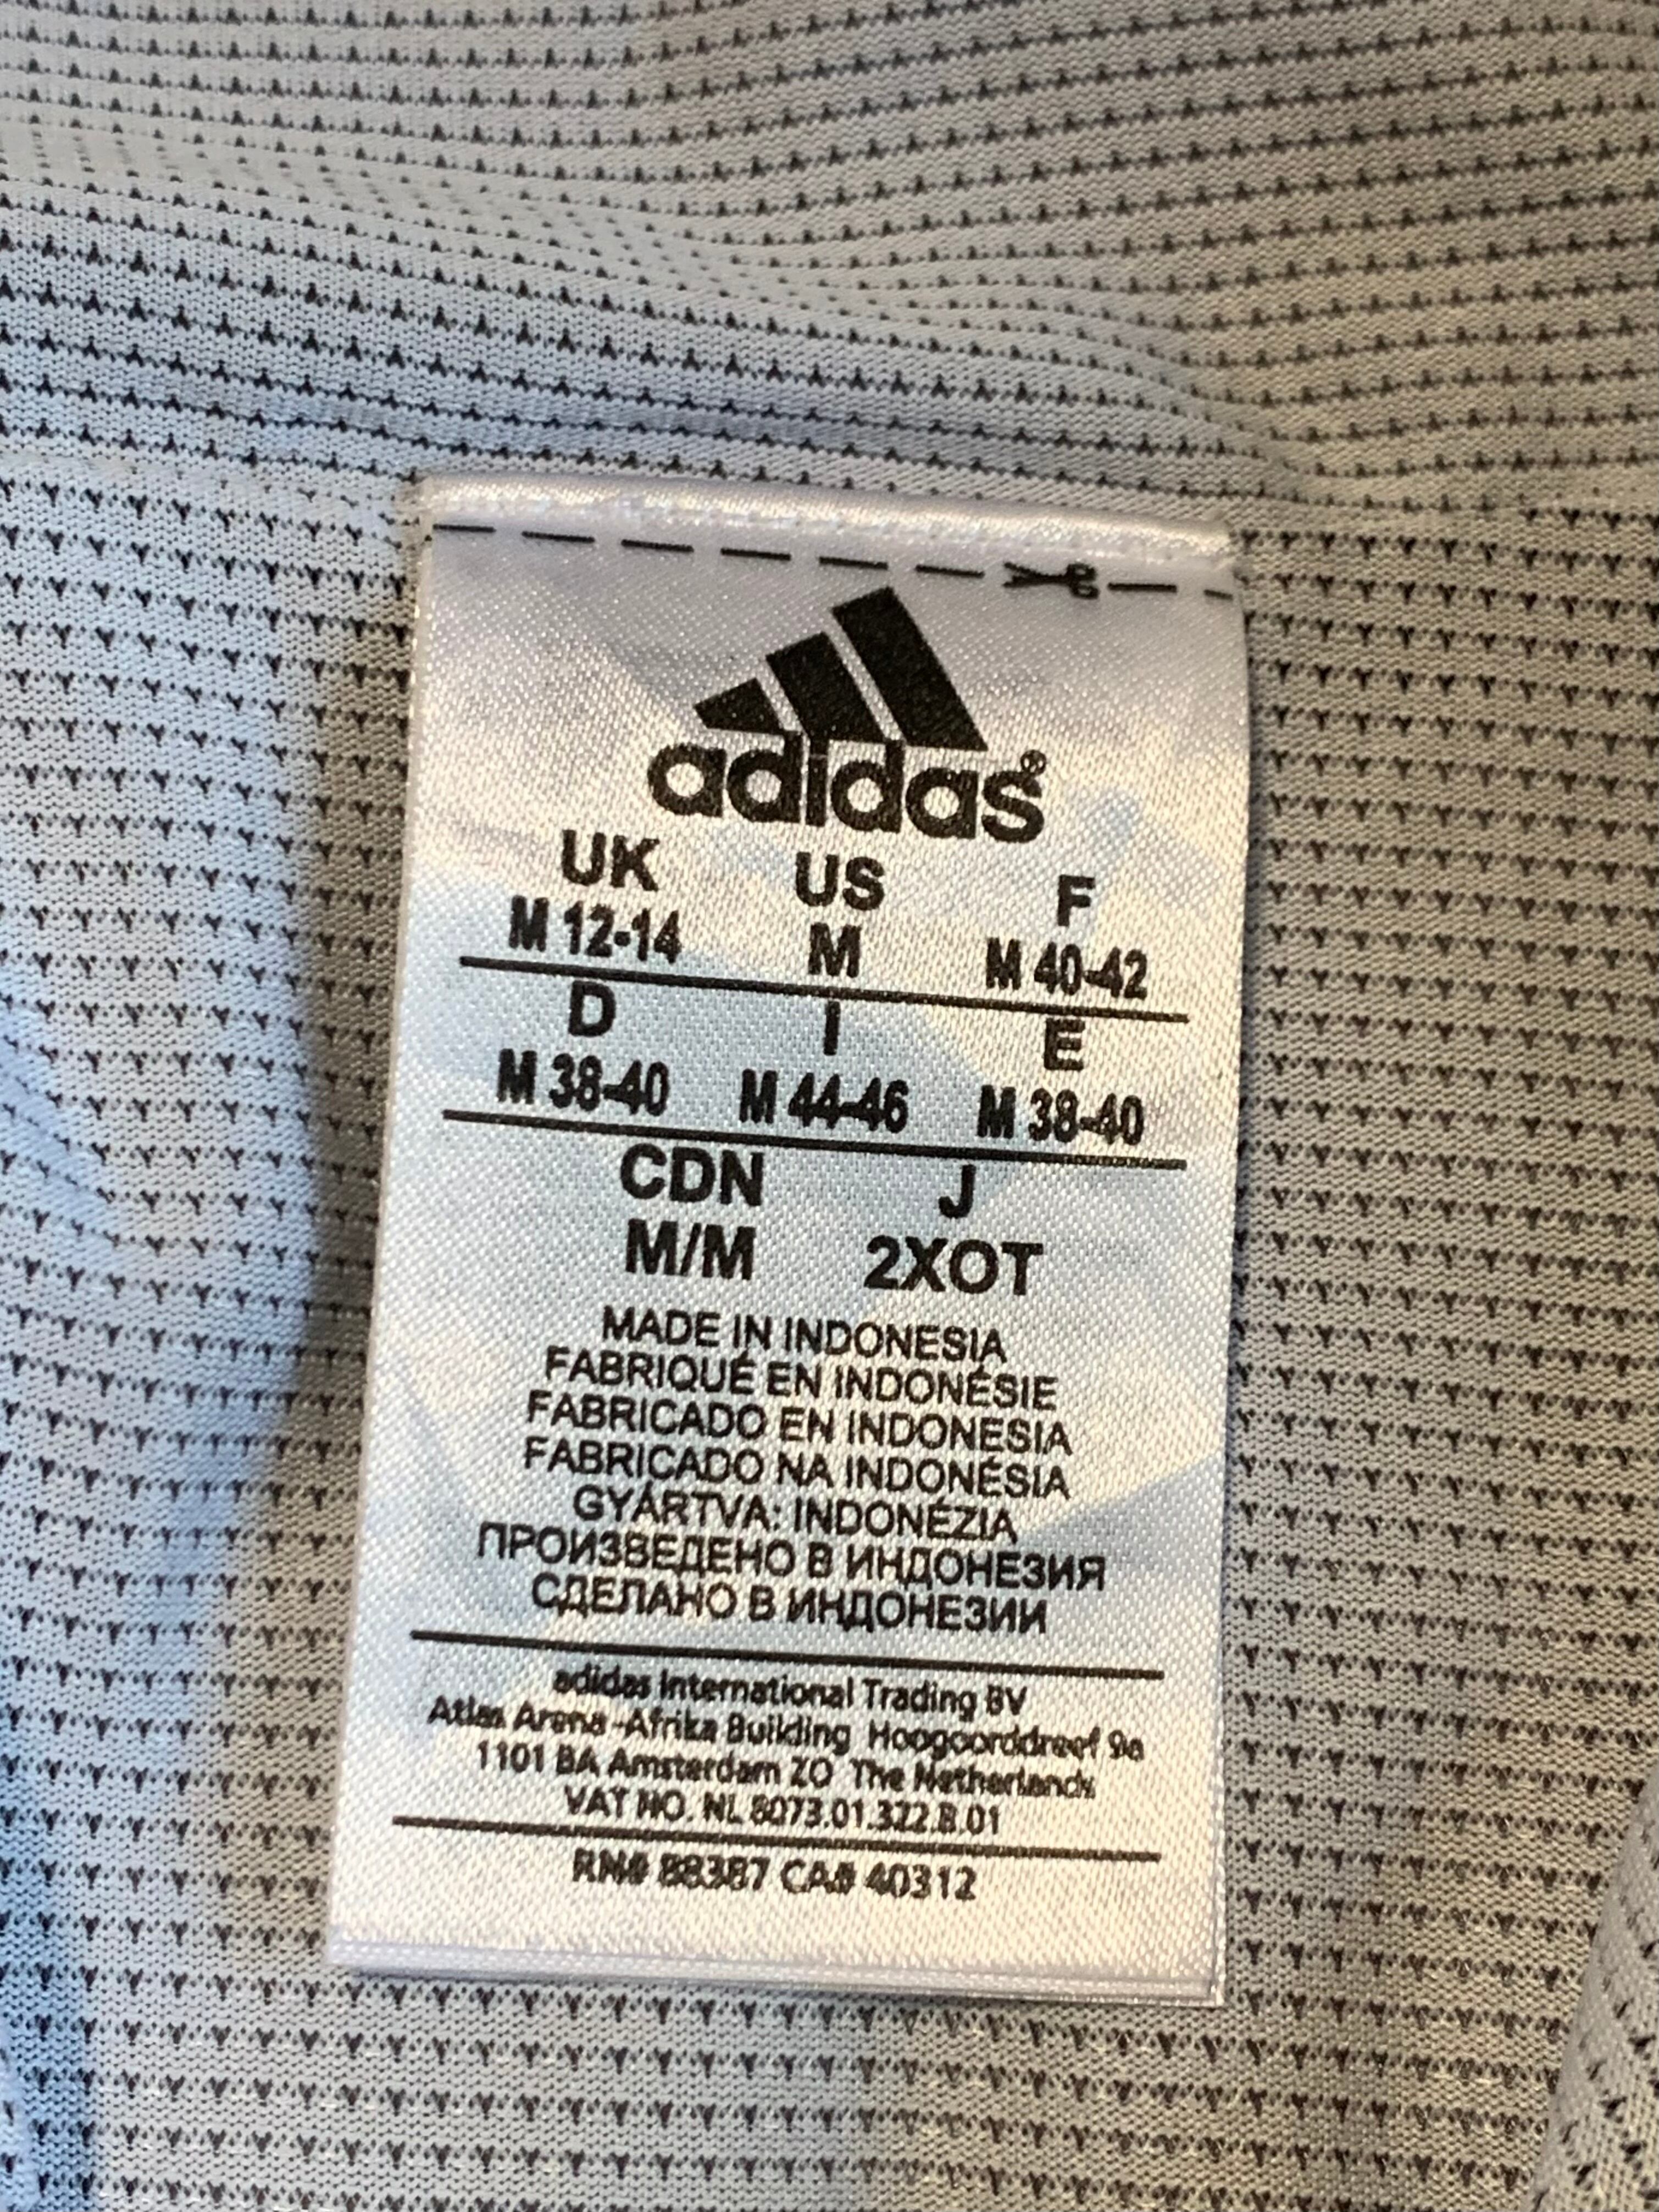 adidas®
UK US F
M 12-14 M M 40-42
D I E
M 38-40 M 44-46 M 38-40
CDN J
M/M 2XOT
MADE IN INDONESIA
FABRIQUÉ EN INDONÉSIE
FABRICADO EN INDONESIA
FABRICADO NA INDONÉSIA
GYÁRTVA: INDONÉZIA
ПРОИЗВЕДЕНО В ИНДОНЕЗИЯ
СДЕЛАНО В ИНДОНЕЗИИ
adidas International Trading BV
Atlas Arena-Afrika Building Hoogoorddreef 9a
1101 BA Amsterdam ZO The Netherlands
VAT NO. NL 8073.01.322.B.01
RN# 88387 CA# 40312